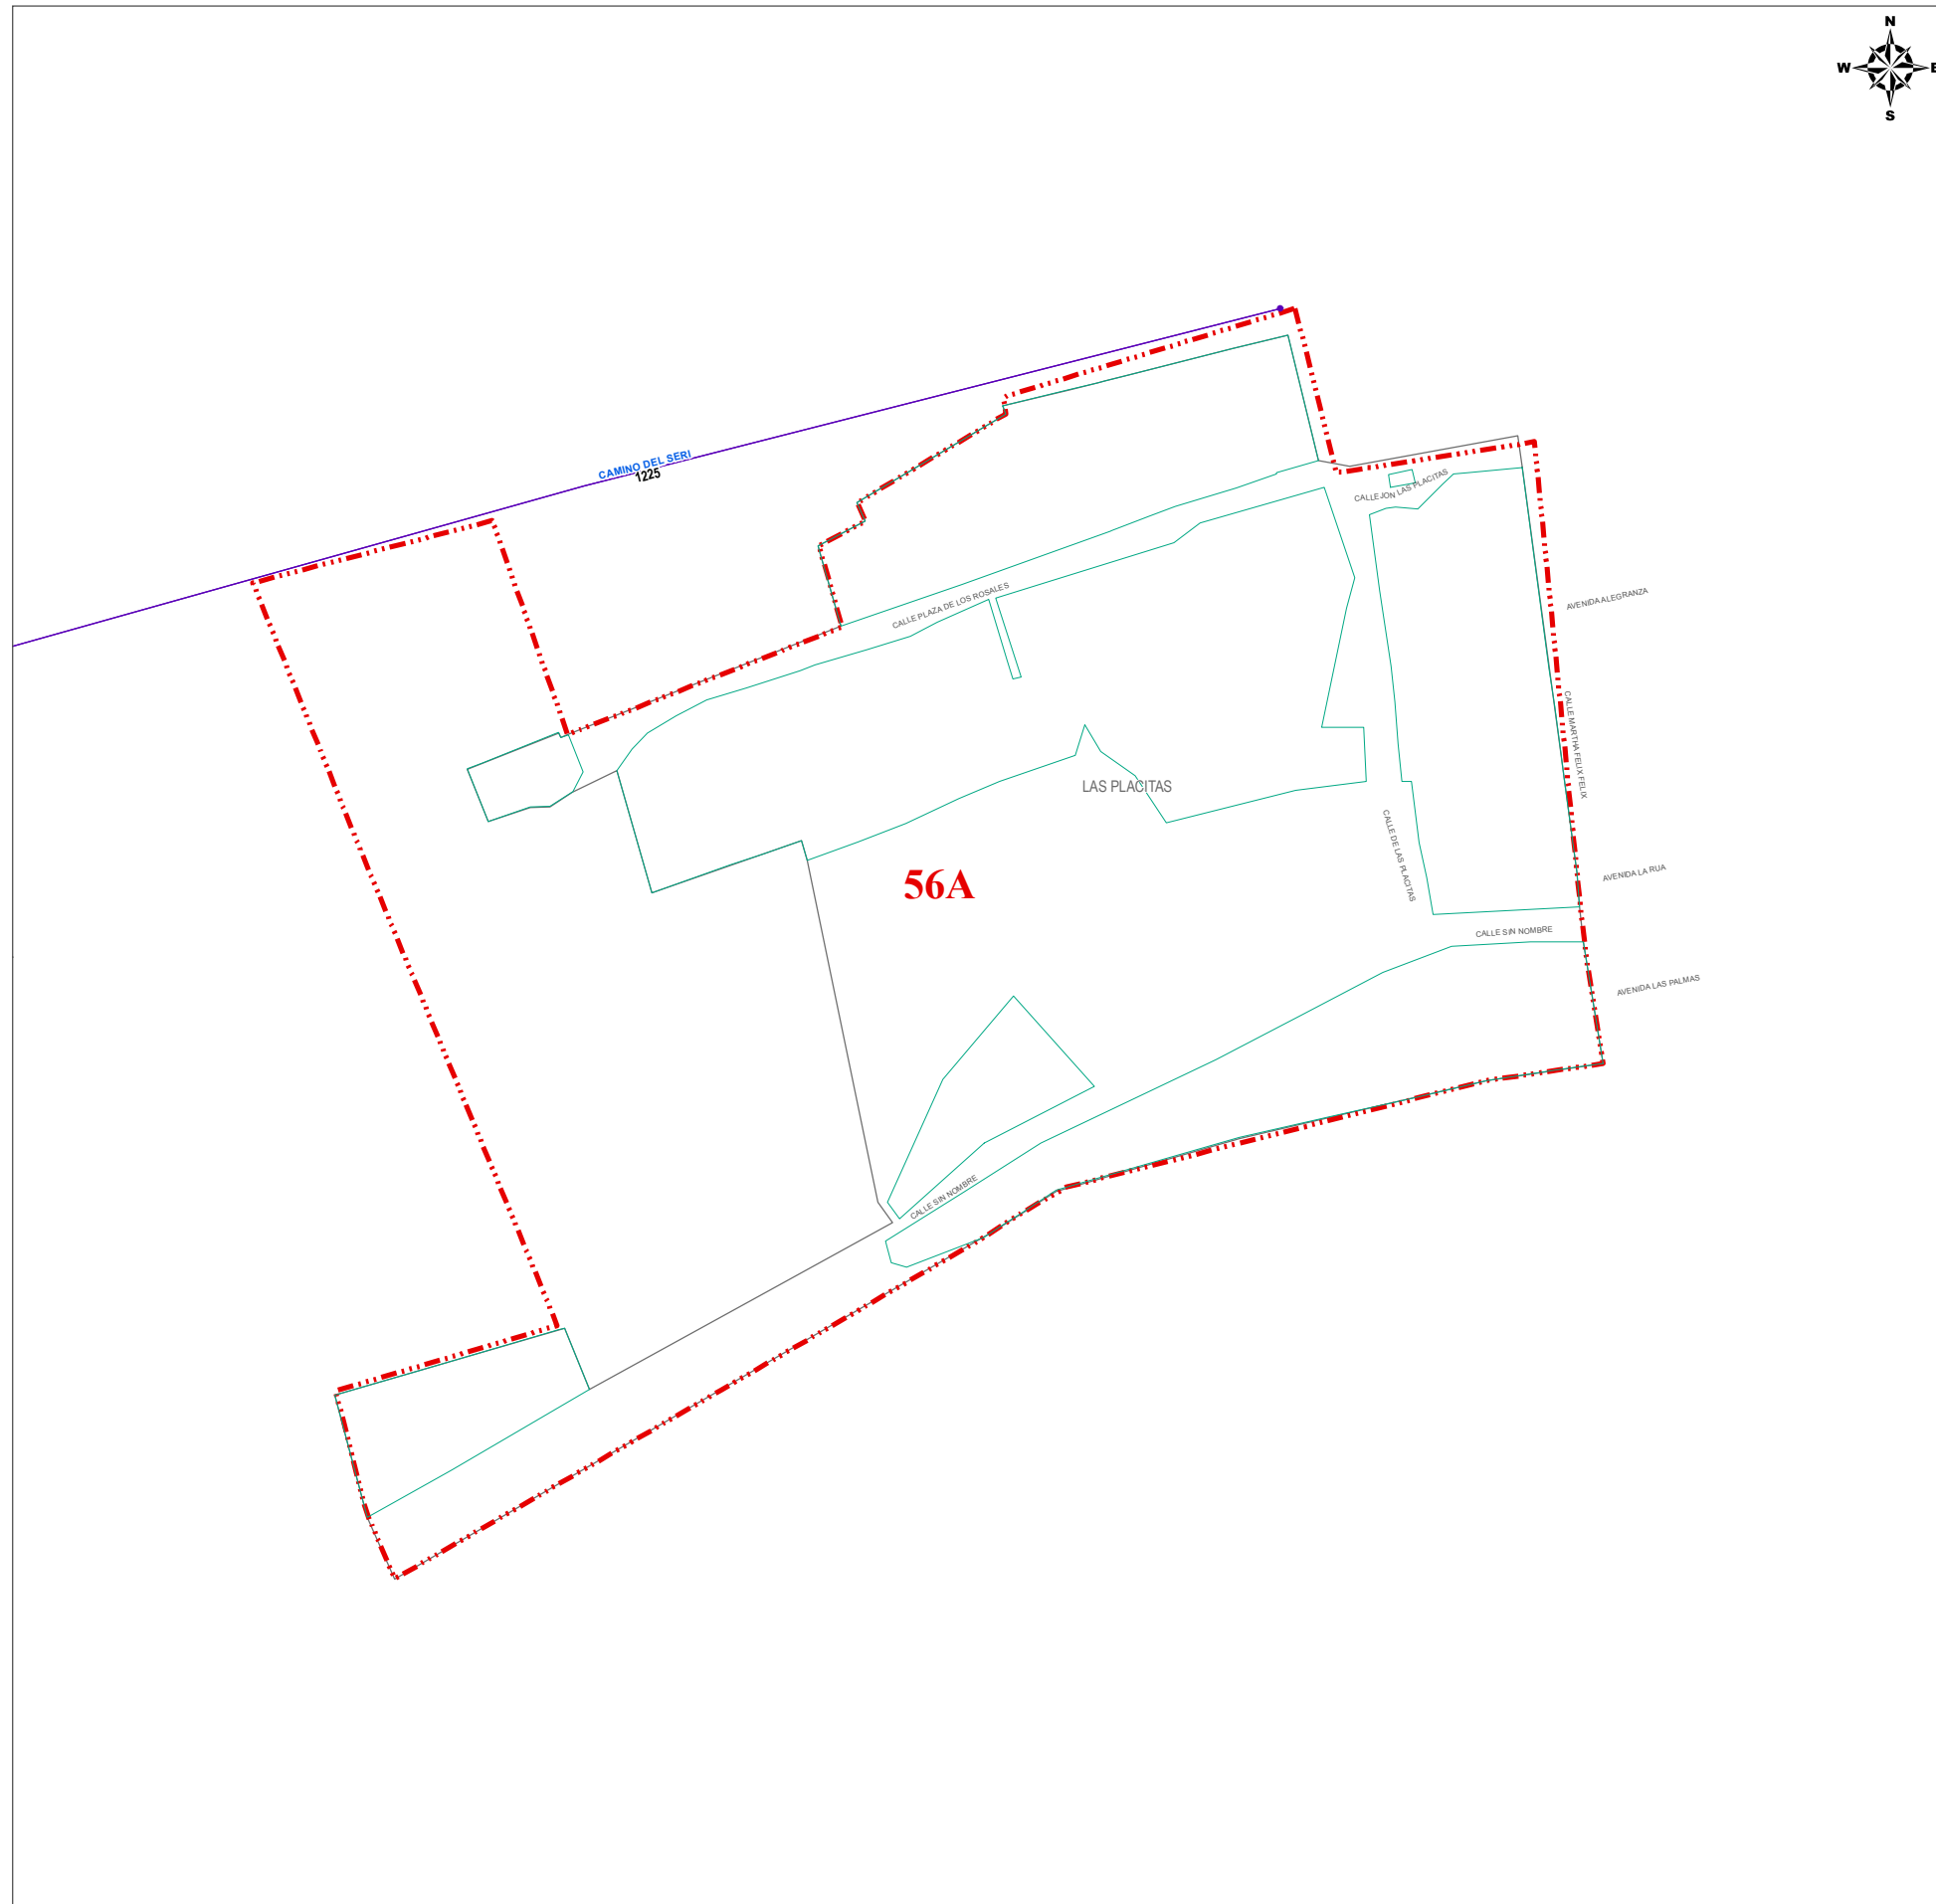 N
W E
S
CAMINO DEL SERI
1225
CALLEJON LAS PLACITAS
CALLE PLAZA DE LOS ROSALES
AVENIDA ALEGRANZA
CALLE MARTHA FELIX FELIX
LAS PLACITAS
CALLE DE LAS PLACITAS
56A
AVENIDA LA RUA
CALLE SIN NOMBRE
AVENIDA LAS PALMAS
CALLE SIN NOMBRE